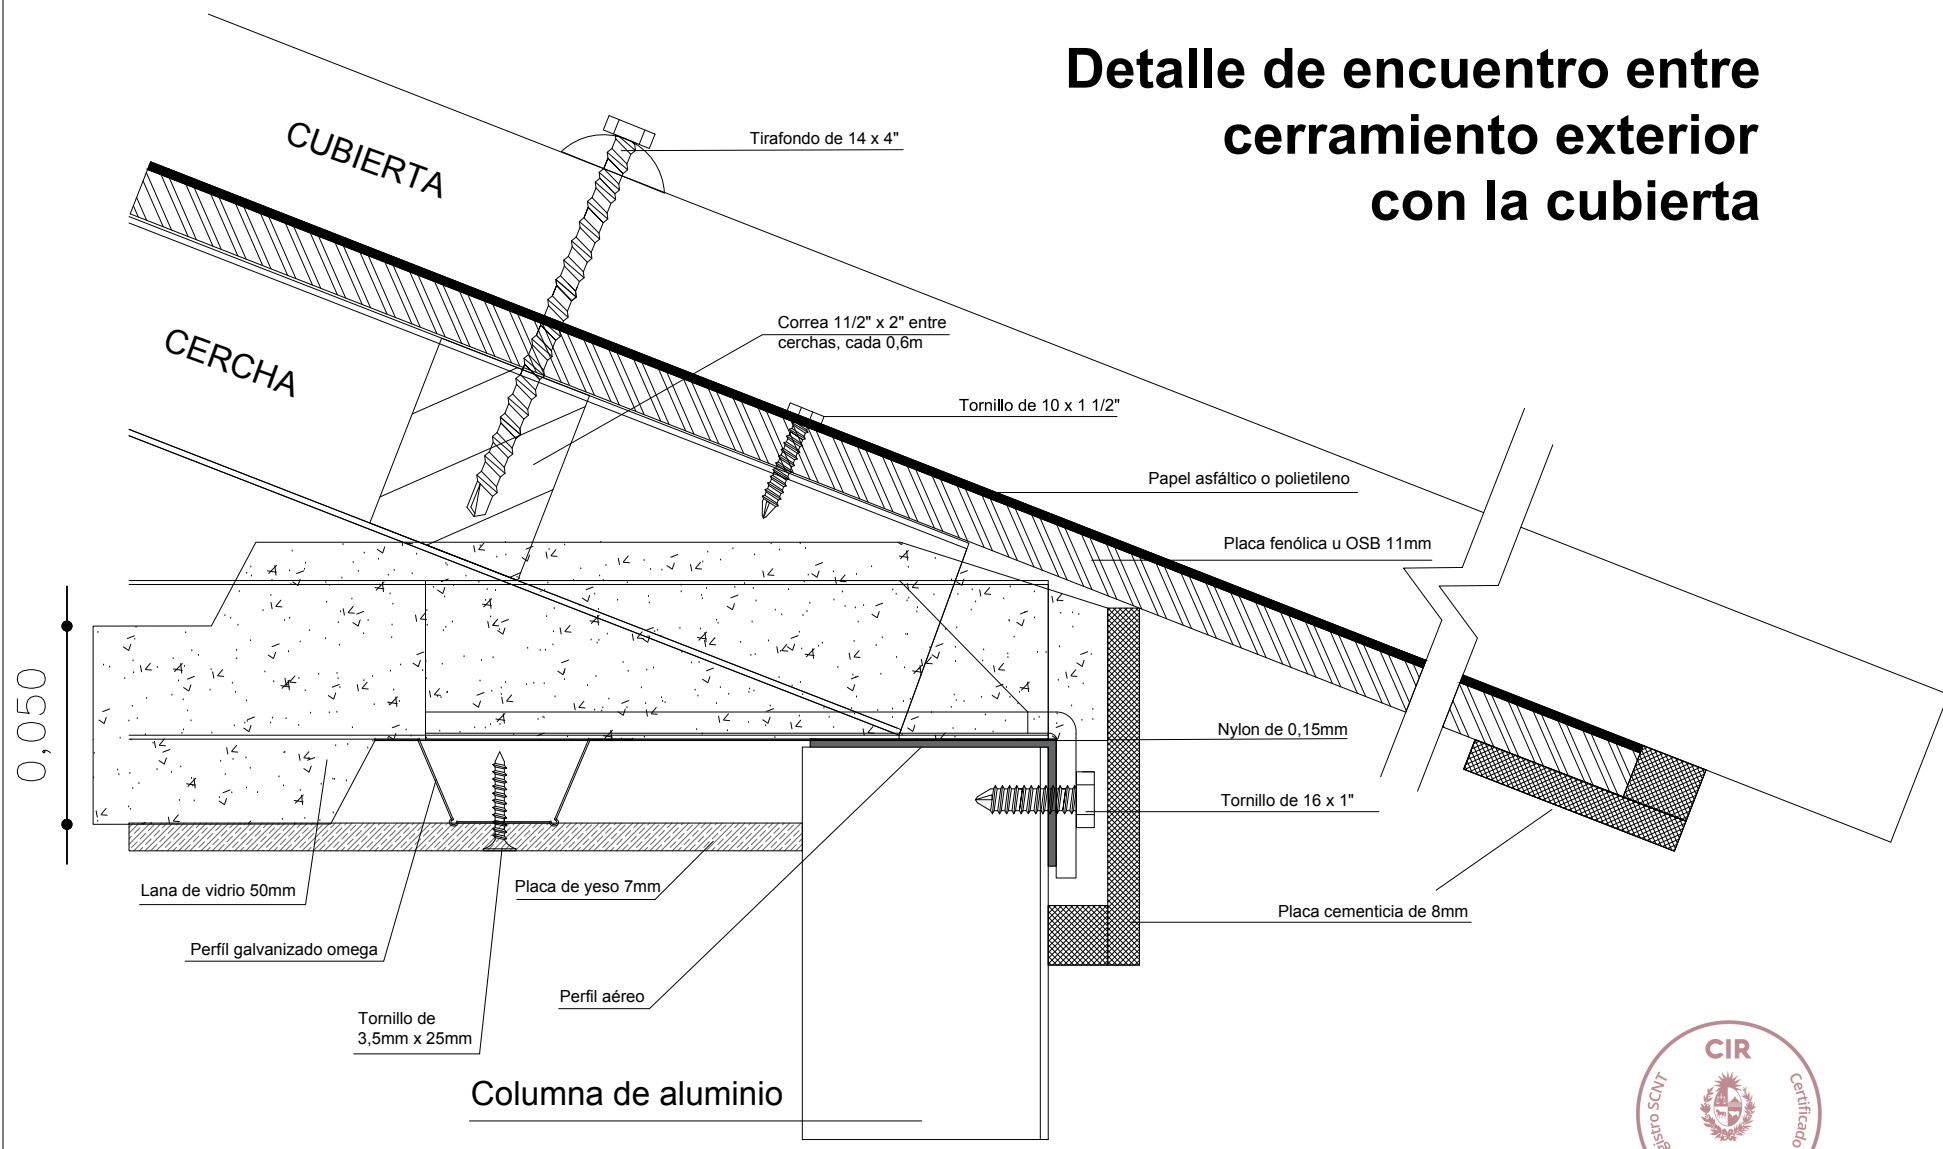 Detalle de encuentro entre
cerramiento exterior
con la cubierta
CUBIERTA
Tirafondo de 14 x 4"
CERCHA
Correa 11/2" x 2" entre
cerchas, cada 0,6m
Tornillo de 10 x 1 1/2"
Papel asfáltico o polietileno
Placa fenólica u OSB 11mm
0,050
Nylon de 0,15mm
Tornillo de 16 x 1"
Lana de vidrio 50mm
Placa de yeso 7mm
Placa cementicia de 8mm
Perfíl galvanizado omega
Perfil aéreo
Tornillo de
3,5mm x 25mm
Columna de aluminio
CIR
SCNT
Certificado